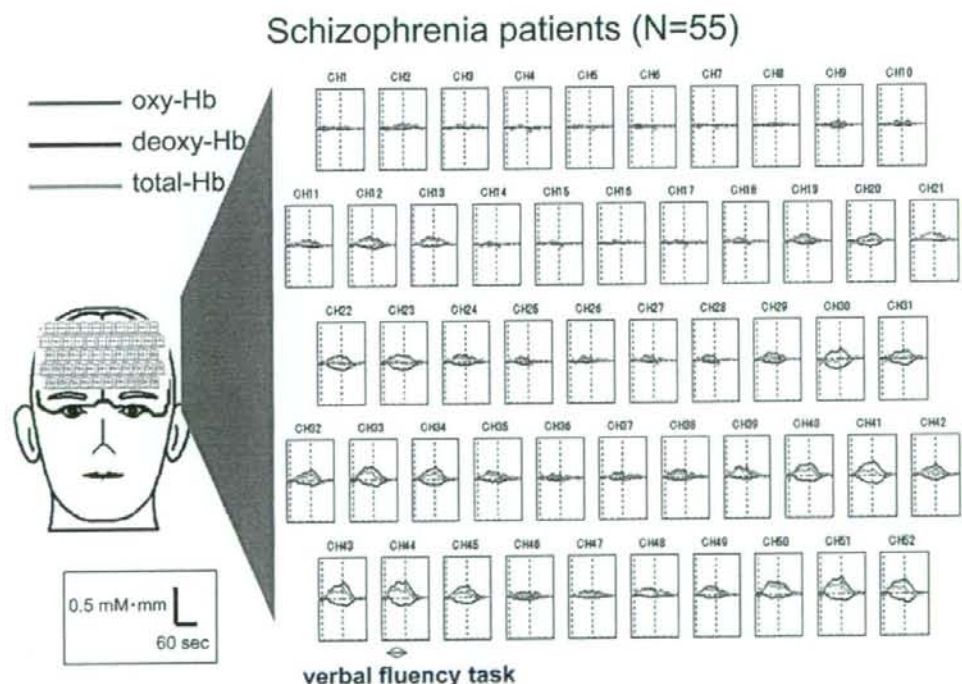 Schizophrenia patients (N=55)
oxy-Hb
deoxy-Hb
total-Hb
CH1 CH2 CH3 CH4 CH5 CH6 CH7 CH8 CH9 CH10
CH11 CH12 CH13 CH14 CH15 CH16 CH17 CH18 CH19 CH20 CH21
CH22 CH23 CH24 CH25 CH26 CH27 CH28 CH29 CH30 CH31
CH32 CH33 CH34 CH35 CH36 CH37 CH38 CH39 CH40 CH41 CH42
CH43 CH44 CH45 CH46 CH47 CH48 CH49 CH50 CH51 CH52
0.5 mM·mm
60 sec
verbal fluency task